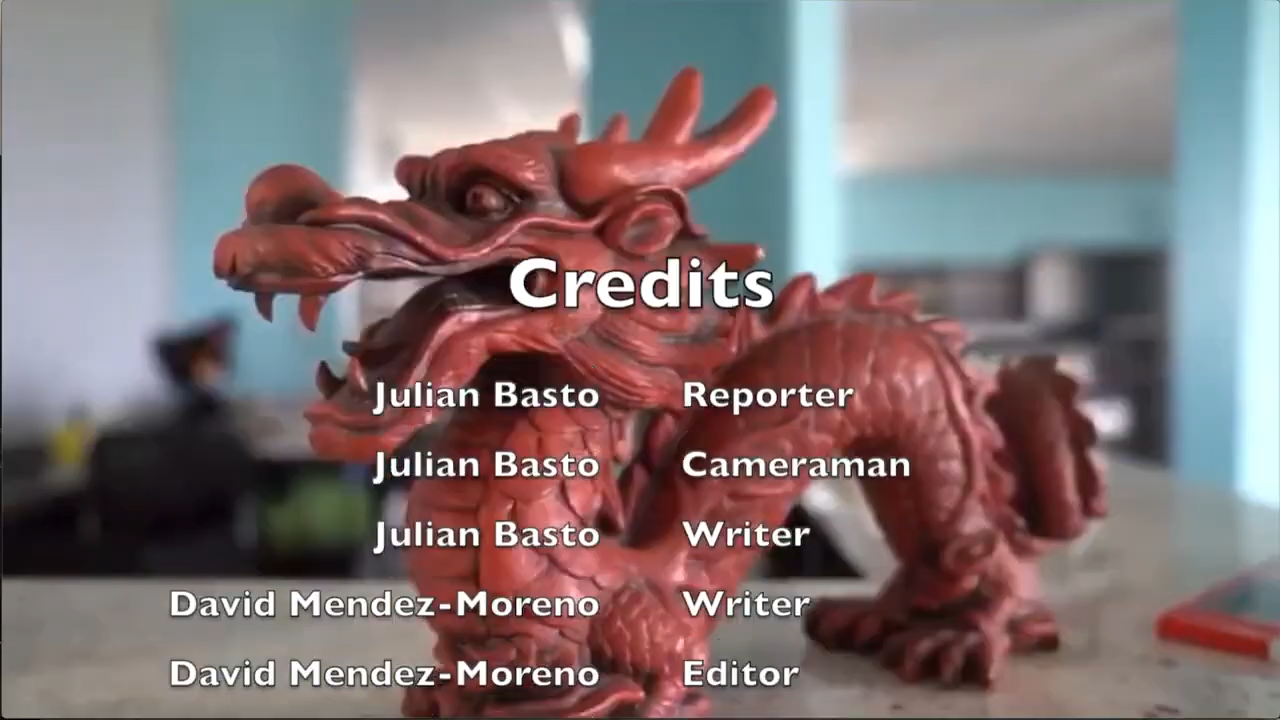 Credits
Julian Basto Reporter
Julian Basto Cameraman
Julian Basto Writer
David Mendez-Moreno Writer
David Mendez-Moreno Editor